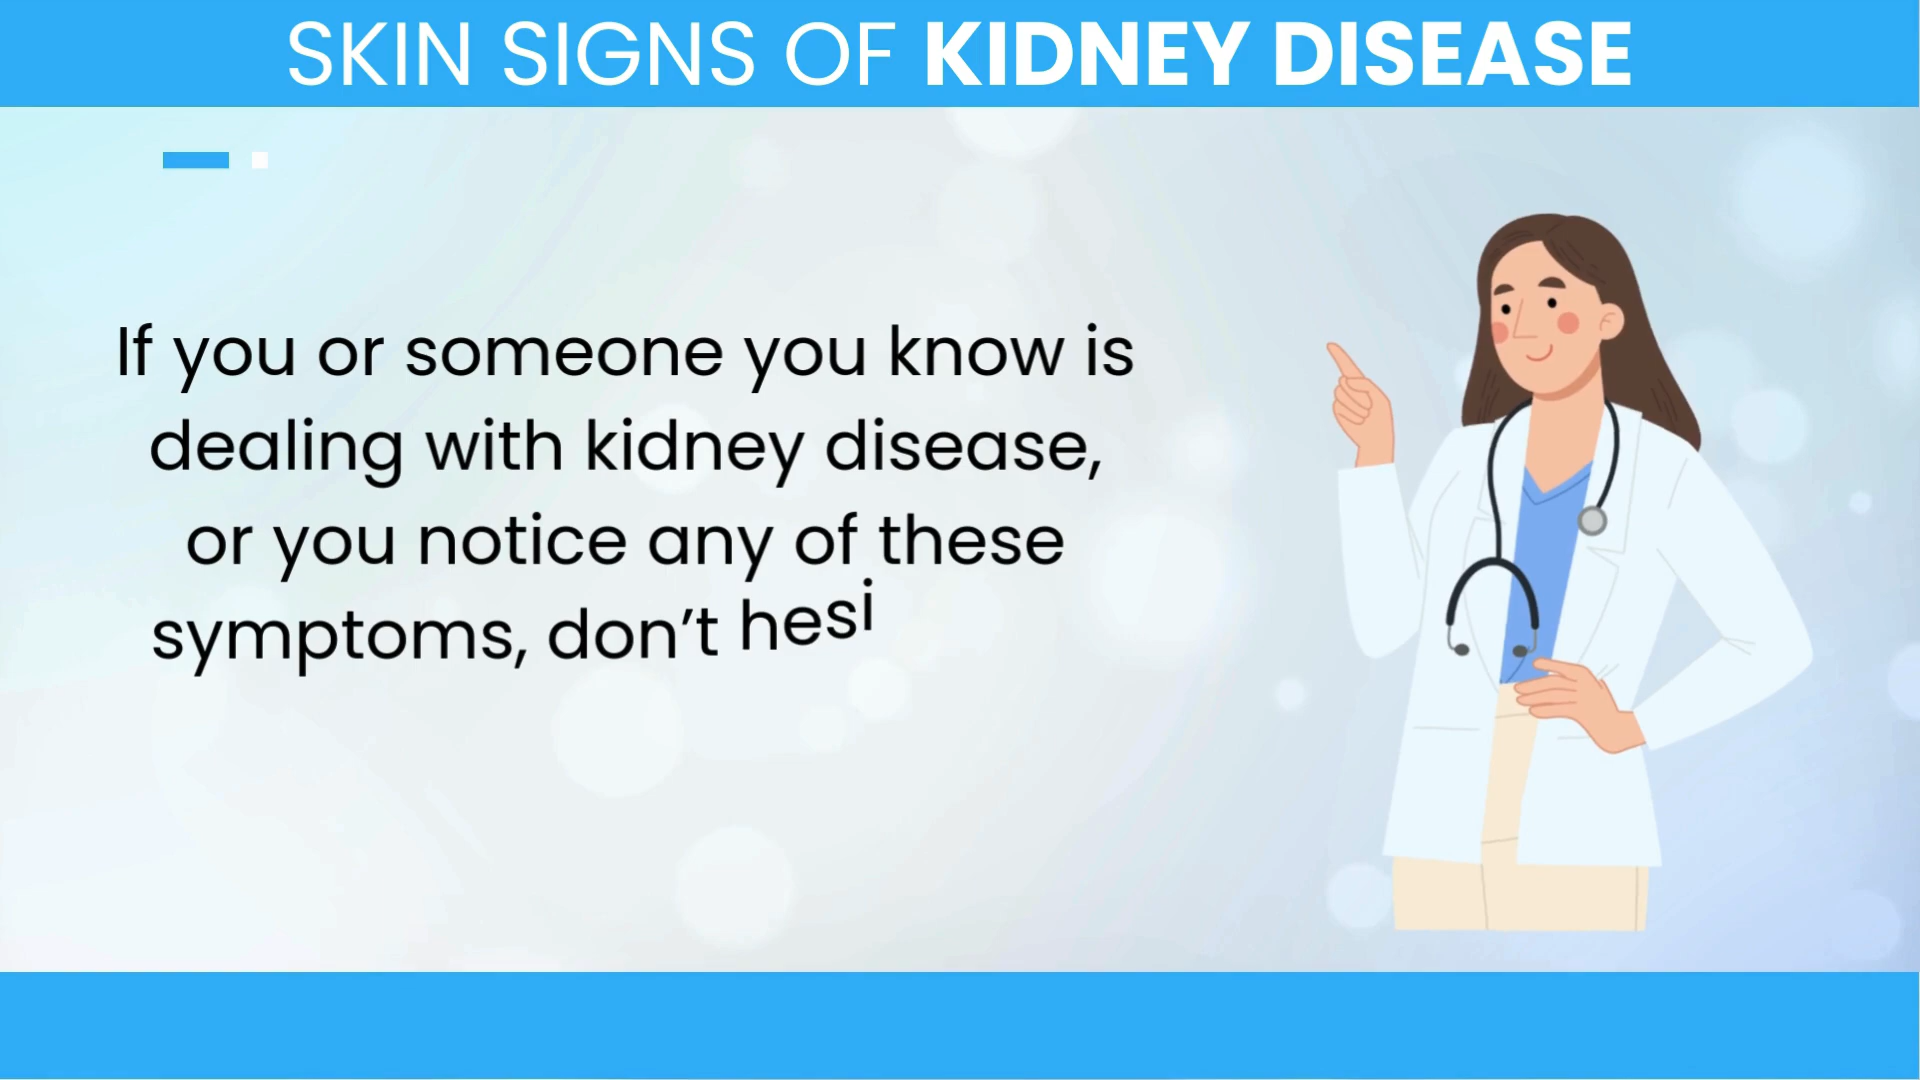 SKIN SIGNS OF KIDNEY DISEASE
If you or someone you know is
dealing with kidney disease,
or you notice any of these
symptoms, don’t hesi